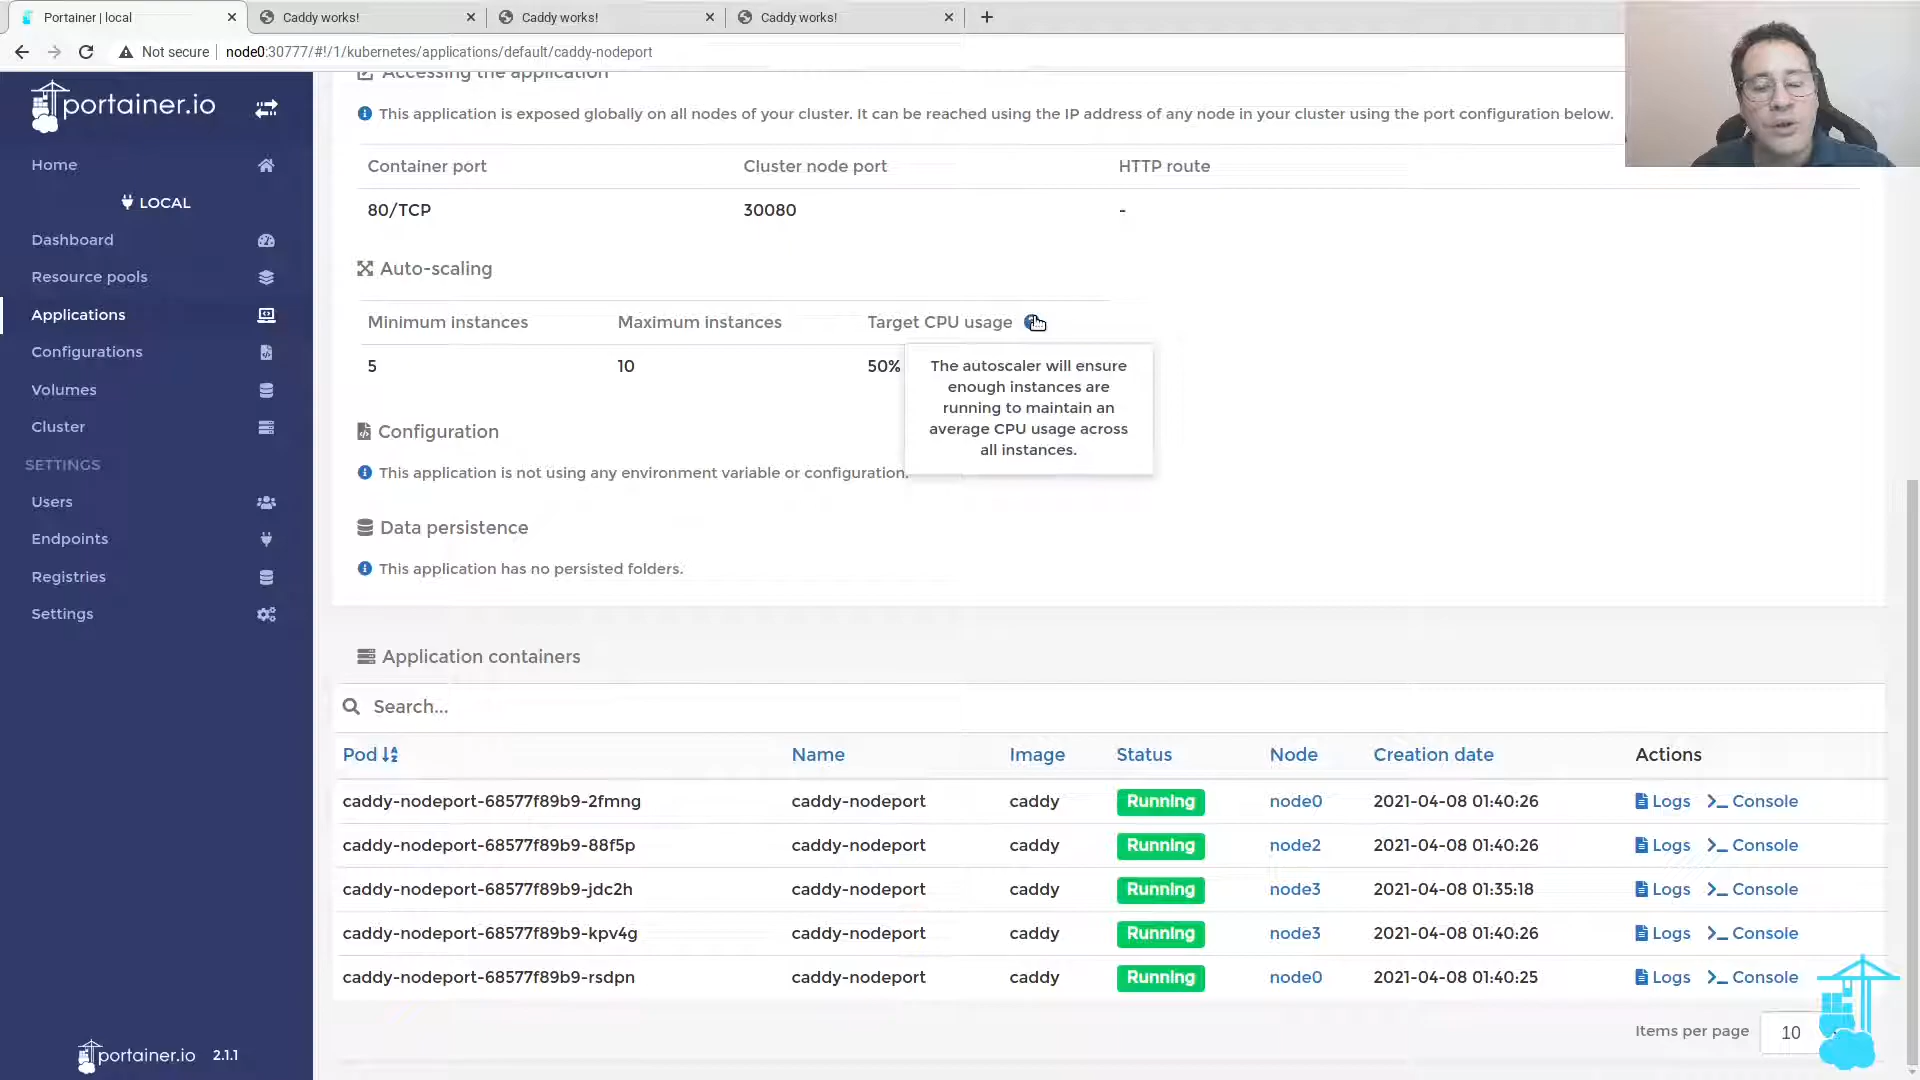 Portainer | local
Caddy works!
Caddy works!
Caddy works!
Not secure
node0:30777/#!/1/kubernetes/applications/default/caddy-nodeport
portainer.io
Home
LOCAL
Dashboard
Resource pools
Applications
Configurations
Volumes
Cluster
SETTINGS
Users
Endpoints
Registries
Settings
portainer.io 2.1.1
Accessing the application
This application is exposed globally on all nodes of your cluster. It can be reached using the IP address of any node in your cluster using the port configuration below.
Container port Cluster node port HTTP route
80/TCP 30080 -
Auto-scaling
Minimum instances Maximum instances Target CPU usage
5 10 50%
The autoscaler will ensure
enough instances are
running to maintain an
average CPU usage across
all instances.
Configuration
This application is not using any environment variable or configuration.
Data persistence
This application has no persisted folders.
Application containers
Search...
Pod Name Image Status Node Creation date Actions
caddy-nodeport-68577f89b9-2fmng caddy-nodeport caddy Running node0 2021-04-08 01:40:26 Logs Console
caddy-nodeport-68577f89b9-88f5p caddy-nodeport caddy Running node2 2021-04-08 01:40:26 Logs Console
caddy-nodeport-68577f89b9-jdc2h caddy-nodeport caddy Running node3 2021-04-08 01:35:18 Logs Console
caddy-nodeport-68577f89b9-kpv4g caddy-nodeport caddy Running node3 2021-04-08 01:40:26 Logs Console
caddy-nodeport-68577f89b9-rsdpn caddy-nodeport caddy Running node0 2021-04-08 01:40:25 Logs Console
Items per page 10